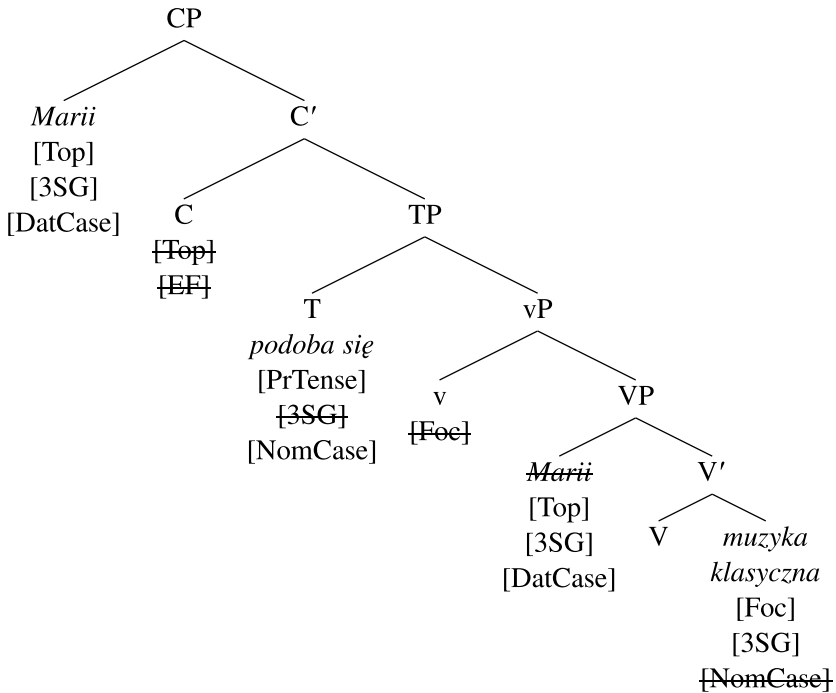 CP
Marii
[Top]
[3SG]
[DatCase]
C′
C
[Top]
[EF]
TP
T
podoba się
[PrTense]
[3SG]
[NomCase]
vP
v
[Foc]
VP
Marii
[Top]
[3SG]
[DatCase]
V′
V
muzyka
klasyczna
[Foc]
[3SG]
[NomCase]